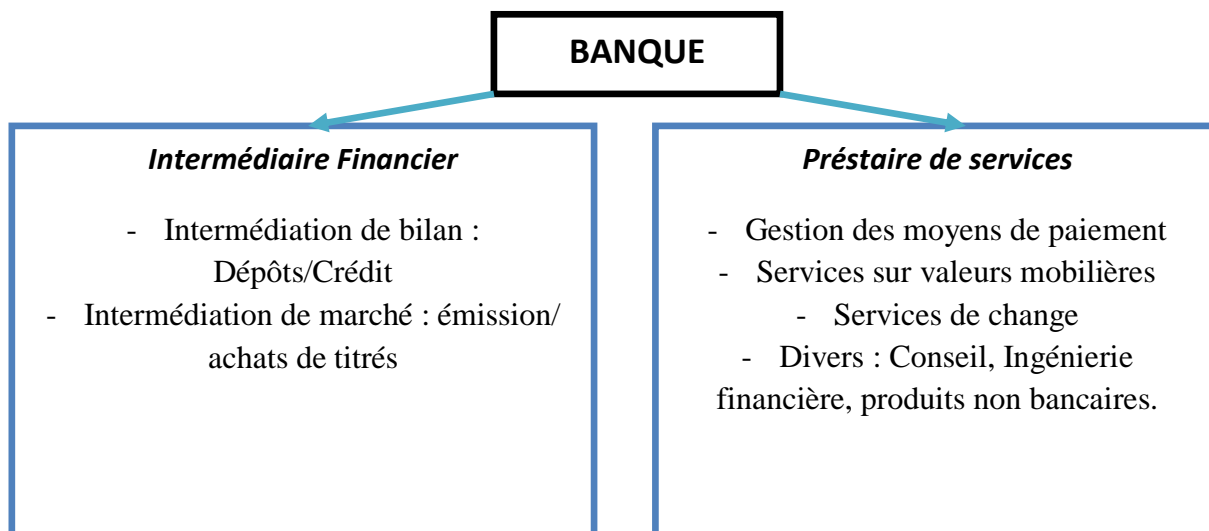 BANQUE
Intermédiaire Financier
- Intermédiation de bilan :
Dépôts/Crédit
- Intermédiation de marché : émission/
achats de titrés
Préstaire de services
- Gestion des moyens de paiement
- Services sur valeurs mobilières
- Services de change
- Divers : Conseil, Ingénierie
financière, produits non bancaires.